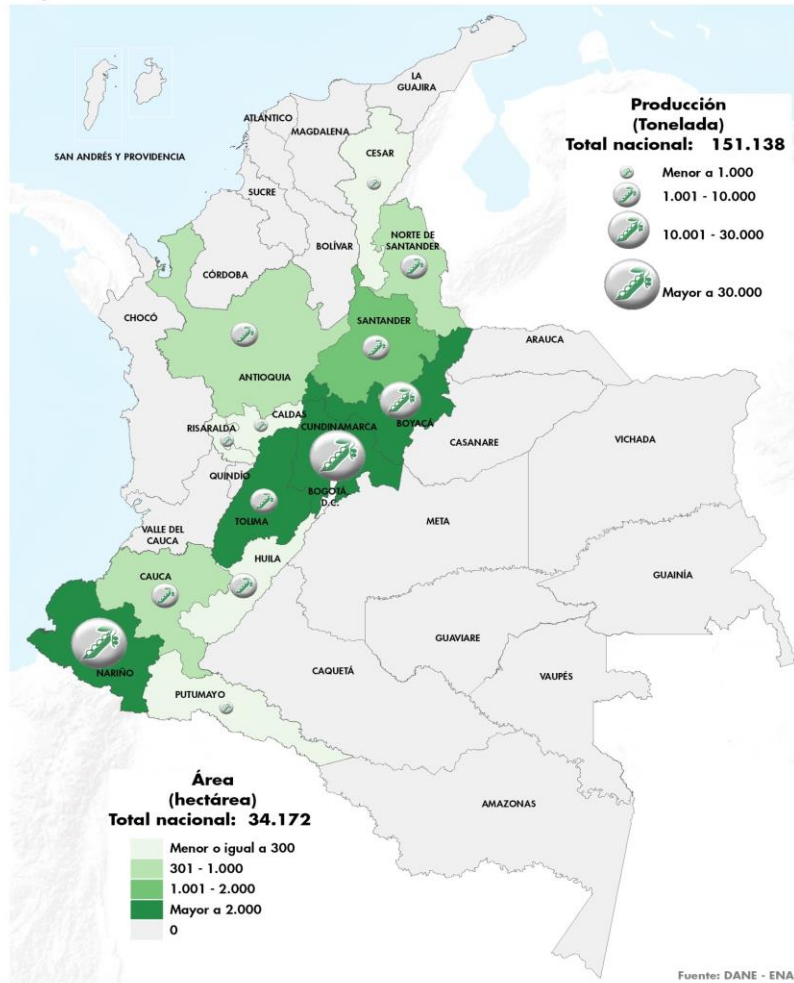 LA
GUAJIRA
ATLÁNTICO
MAGDALENA
SAN ANDRÉS Y PROVIDENCIA
CESAR
SUCRE
NORTE DE
SANTANDER
BOLÍVAR
CÓRDOBA
CHOCÓ
SANTANDER
ARAUCA
ANTIOQUIA
CALDAS
RISARALDA
CUNDINAMARCA
BOYACÁ
CASANARE
VICHADA
QUINDÍO
BOGOTÁ,
D.C.
TOLIMA
META
VALLE DEL
CAUCA
HUILA
CAUCA
GUAINÍA
GUAVIARE
NARIÑO
CAQUETÁ
VAUPÉS
PUTUMAYO
AMAZONAS
Producción
(Tonelada)
Total nacional: 151.138
Menor a 1.000
1.001 - 10.000
10.001 - 30.000
Mayor a 30.000
Área
(hectárea)
Total nacional: 34.172
Menor o igual a 300
301 - 1.000
1.001 - 2.000
Mayor a 2.000
0
Fuente: DANE - ENA